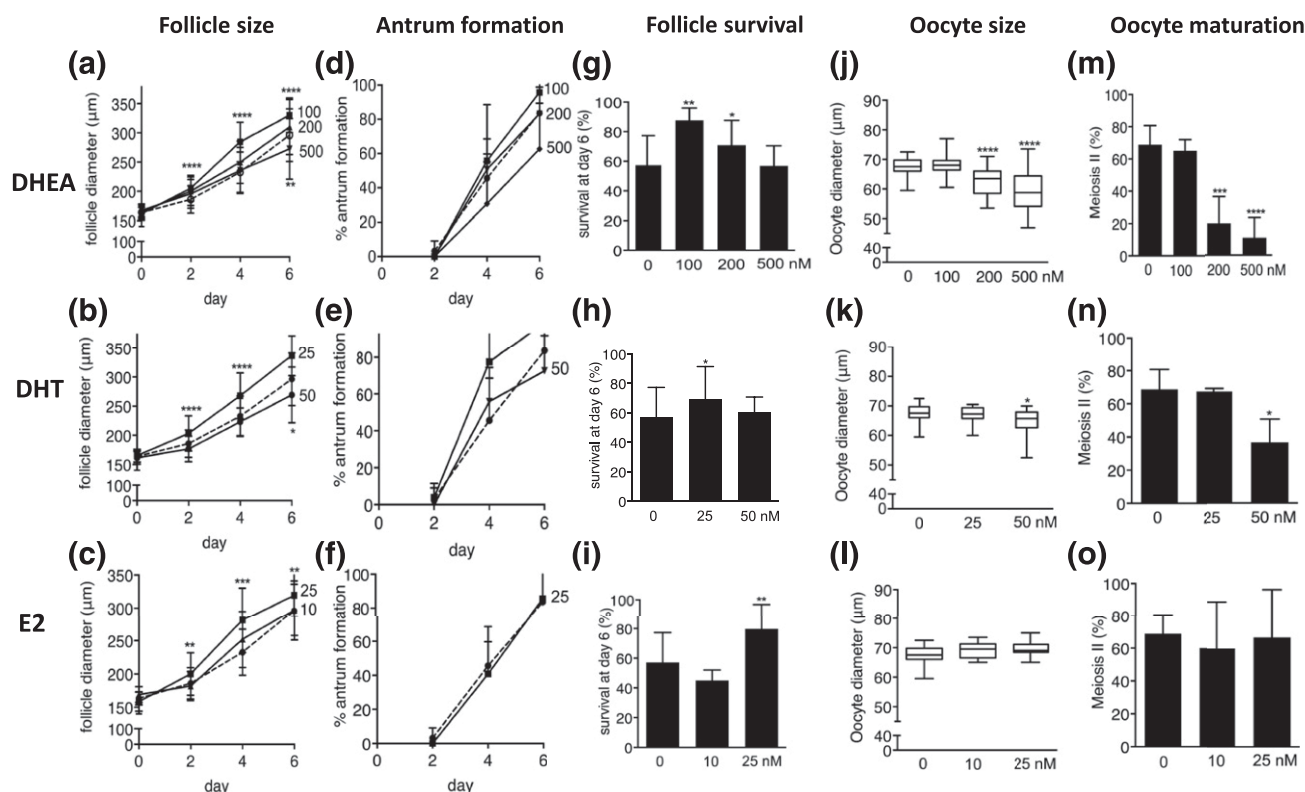 Follicle size Antrum formation Follicle survival Oocyte size Oocyte maturation
DHEA
(a)
follicle diameter (µm)
350
300
250
200
150
100
0
0 2 4 6
day
****
****
****
**
100
200
500
(d)
% antrum formation
100
80
60
40
20
0
0 2 4 6
day
100
200
500
(g)
survival at day 6 (%)
100
80
60
40
20
0
** *
0 100 200 500 nM
(j)
Oocyte diameter (µm)
90
80
70
60
50
40
0
**** ****
0 100 200 500 nM
(m)
Meiosis II (%)
100
80
60
40
20
0
*** ****
0 100 200 500 nM
DHT
(b)
follicle diameter (µm)
350
300
250
200
150
100
0
0 2 4 6
day
****
****
*
25
50
(e)
% antrum formation
80
60
40
20
0
0 2 4 6
day
50
(h)
survival at day 6 (%)
100
80
60
40
20
0
*
0 25 50 nM
(k)
Oocyte diameter (µm)
90
80
70
60
50
40
0
*
0 25 50 nM
(n)
Meiosis II (%)
100
80
60
40
20
0
*
0 25 50 nM
E2
(c)
follicle diameter (µm)
350
300
250
200
150
100
0
0 2 4 6
day
**
***
**
25
10
(f)
% antrum formation
100
80
60
40
20
0
0 2 4 6
day
25
(i)
survival at day 6 (%)
100
80
60
40
20
0
**
0 10 25 nM
(l)
Oocyte diameter (µm)
90
80
70
60
50
40
0
0 10 25 nM
(o)
Meiosis II (%)
100
80
60
40
20
0
0 10 25 nM